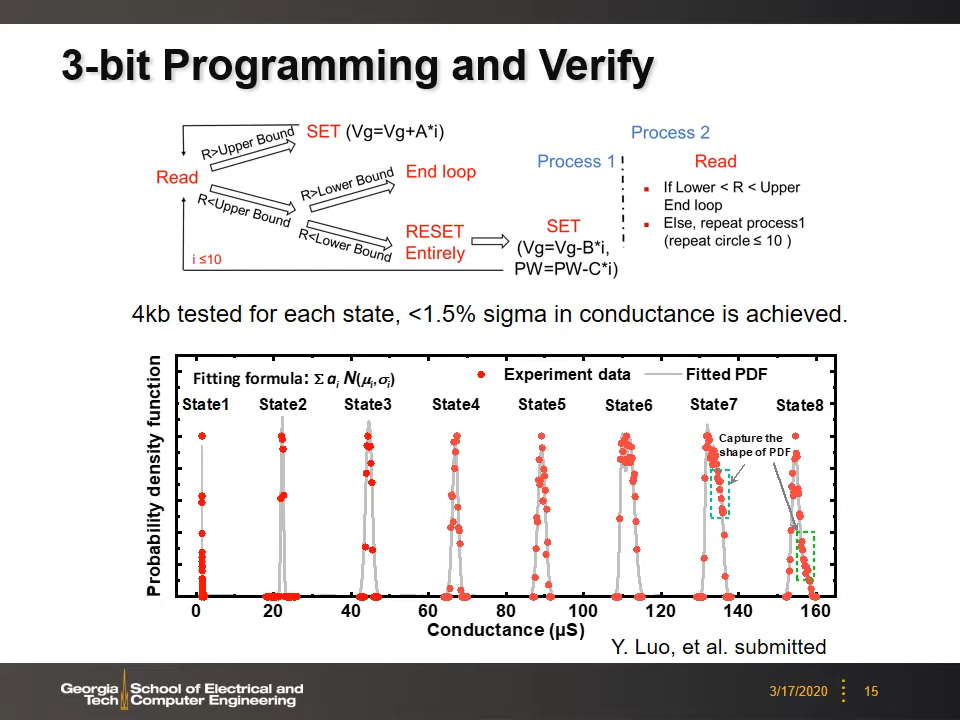 3-bit Programming and Verify
R>Upper Bound
SET (Vg=Vg+A*i)
Process 2
Read
R>Lower Bound
End loop
Process 1
Read
R<Upper Bound
R<Lower Bound
RESET
Entirely
SET
(Vg=Vg-B*i,
PW=PW-C*i)
▪ If Lower < R < Upper
End loop
▪ Else, repeat process1
(repeat circle ≤ 10 )
i ≤10
4kb tested for each state, <1.5% sigma in conductance is achieved.
Probability density function
Fitting formula: Σ ai N(μi,σi)
Experiment data
Fitted PDF
State1 State2 State3 State4 State5 State6 State7 State8
Capture the
shape of PDF
0 20 40 60 80 100 120 140 160
Conductance (µS)
Y. Luo, et al. submitted
Georgia Tech
School of Electrical and
Computer Engineering
3/17/2020
15